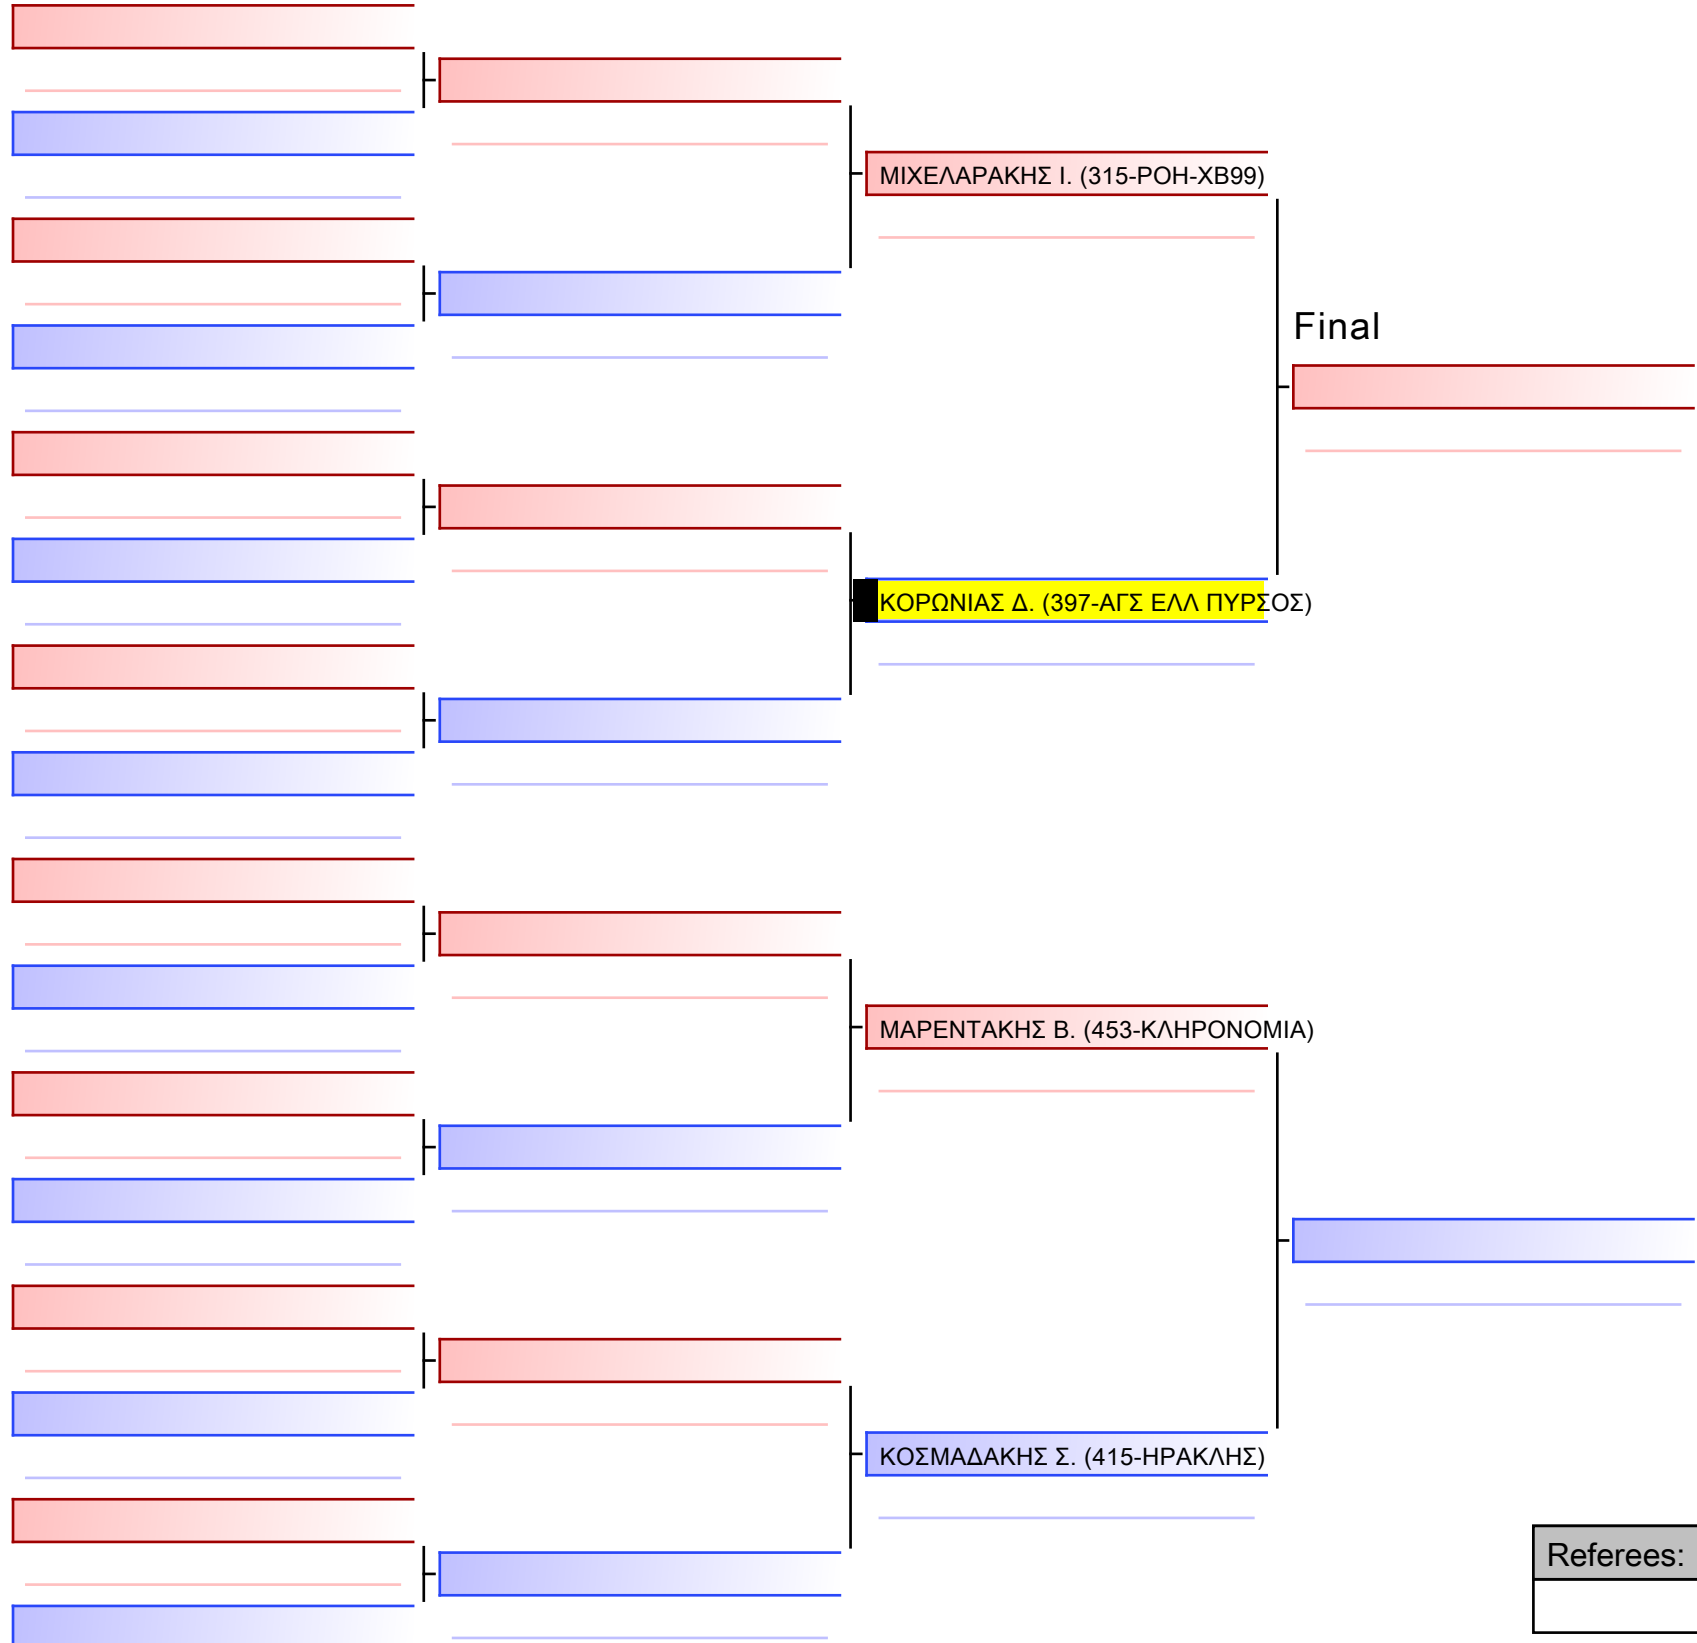 ΜΙΧΕΛΑΡΑΚΗΣ Ι. (315-ΡΟΗ-ΧΒ99)
Final
ΚΟΡΩΝΙΑΣ Δ. (397-ΑΓΣ ΕΛΛ ΠΥΡΣΟΣ)
ΜΑΡΕΝΤΑΚΗΣ Β. (453-ΚΛΗΡΟΝΟΜΙΑ)
ΚΟΣΜΑΔΑΚΗΣ Σ. (415-ΗΡΑΚΛΗΣ)
Referees: